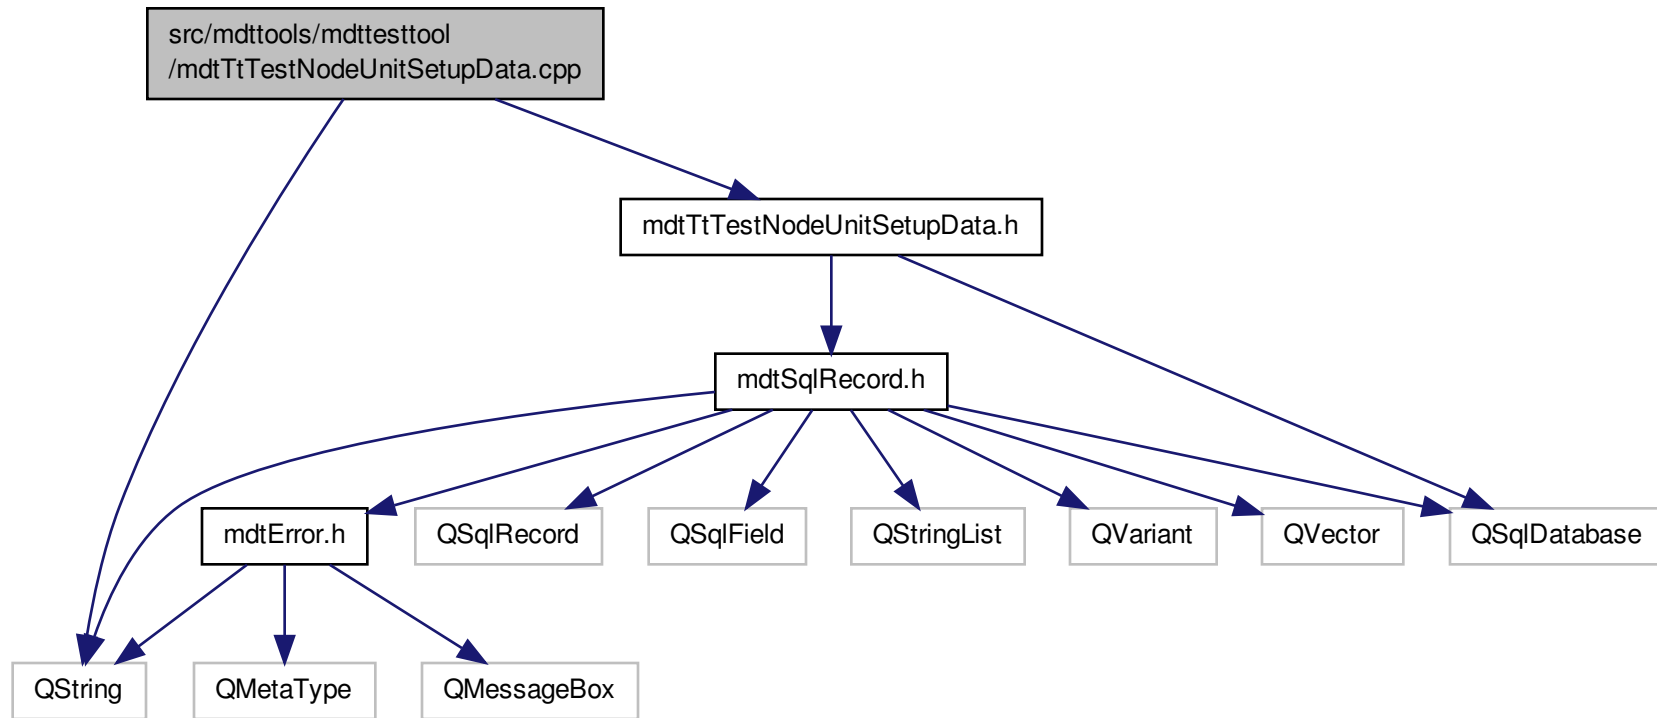 src/mdttools/mdttesttool
/mdtTtTestNodeUnitSetupData.cpp
mdtTtTestNodeUnitSetupData.h
mdtSqlRecord.h
mdtError.h
QSqlRecord
QSqlField
QStringList
QVariant
QVector
QSqlDatabase
QString
QMetaType
QMessageBox